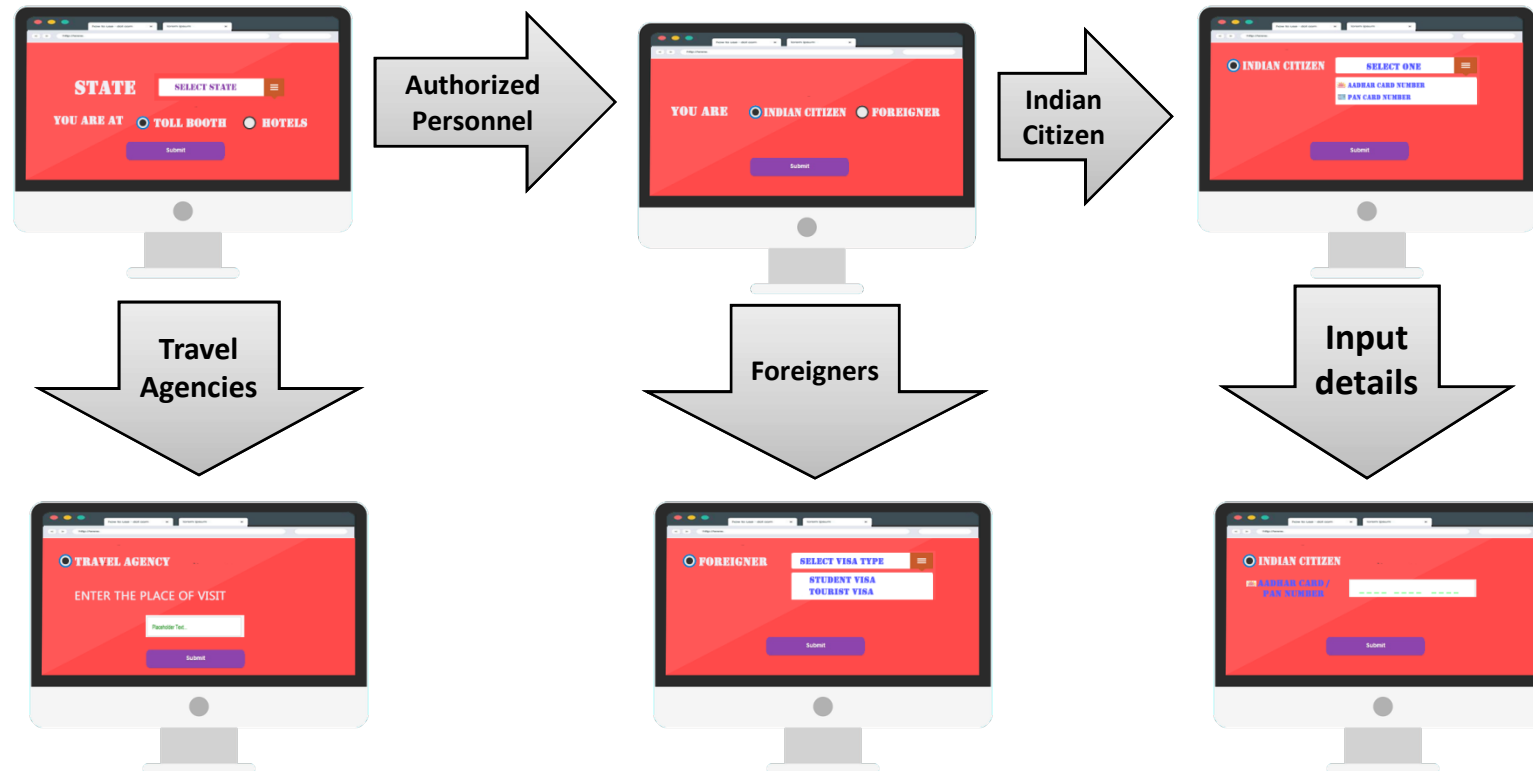 STATE
SELECT STATE
YOU ARE AT
TOLL BOOTH
HOTELS
Submit
Authorized
Personnel
YOU ARE
INDIAN CITIZEN
FOREIGNER
Submit
Indian
Citizen
INDIAN CITIZEN
SELECT ONE
AADHAR CARD NUMBER
PAN CARD NUMBER
Submit
Travel
Agencies
Foreigners
Input
details
TRAVEL AGENCY
ENTER THE PLACE OF VISIT
Placeholder Text..
Submit
FOREIGNER
SELECT VISA TYPE
STUDENT VISA
TOURIST VISA
Submit
INDIAN CITIZEN
AADHAR CARD /
PAN NUMBER
Submit